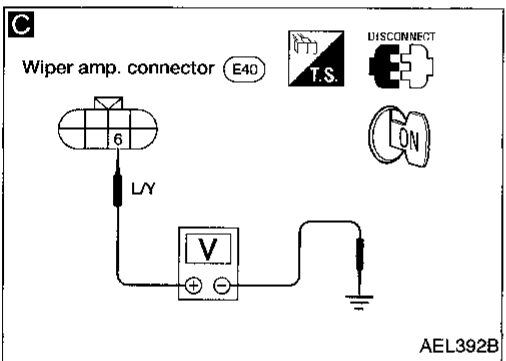 C
DISCONNECT
Wiper amp. connector E40
T.S.
ON
6
L/Y
V
+ −
AEL392B